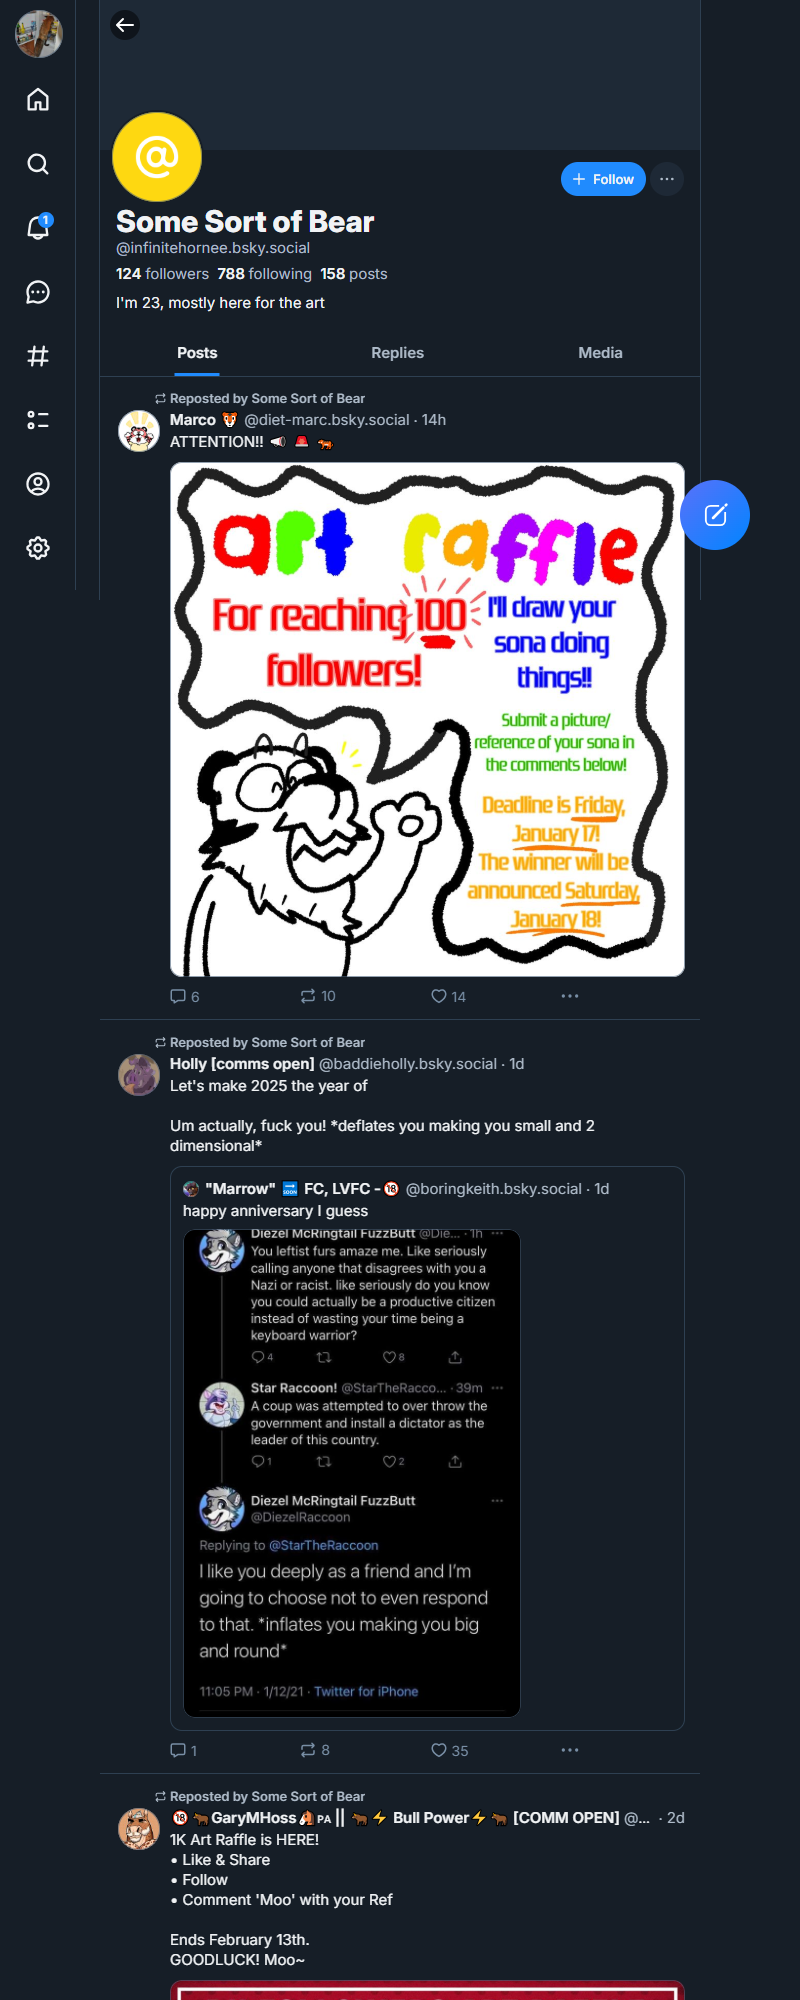 1
@
Follow
Some Sort of Bear
@infinitehornee.bsky.social
124 followers 788 following 158 posts
I'm 23, mostly here for the art
Posts Replies Media
Reposted by Some Sort of Bear
Marco 🐯 @diet-marc.bsky.social · 14h
ATTENTION!! 📢 🚨 🐅
art raffle
For reaching 100
followers!
I'll draw your
sona doing
things!!
Submit a picture/
reference of your sona in
the comments below!
Deadline is Friday,
January 17!
The winner will be
announced Saturday,
January 18!
6 10 14
Reposted by Some Sort of Bear
Holly [comms open] @baddieholly.bsky.social · 1d
Let's make 2025 the year of
Um actually, fuck you! *deflates you making you small and 2
dimensional*
"Marrow" 🔜 FC, LVFC - 🔞 @boringkeith.bsky.social · 1d
happy anniversary I guess
Diezel McRingtail FuzzButt @Die... · 1h
You leftist furs amaze me. Like seriously
calling anyone that disagrees with you a
Nazi or racist. like seriously do you know
you could actually be a productive citizen
instead of wasting your time being a
keyboard warrior?
4 8
Star Raccoon! @StarTheRacco... · 39m
A coup was attempted to over throw the
government and install a dictator as the
leader of this country.
1 2
Diezel McRingtail FuzzButt
@DiezelRaccoon
Replying to @StarTheRaccoon
I like you deeply as a friend and I'm
going to choose not to even respond
to that. *inflates you making you big
and round*
11:05 PM · 1/12/21 · Twitter for iPhone
1 8 35
Reposted by Some Sort of Bear
🔞 🐂GaryMHoss🐴PA || 🐂⚡ Bull Power⚡🐂 [COMM OPEN] @... · 2d
1K Art Raffle is HERE!
• Like & Share
• Follow
• Comment 'Moo' with your Ref
Ends February 13th.
GOODLUCK! Moo~